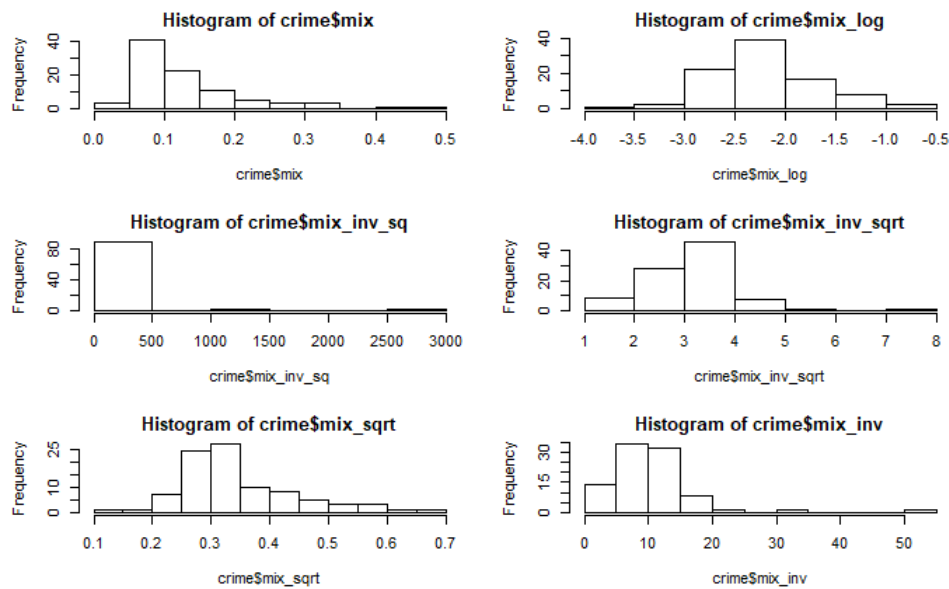 Histogram of crime$mix
Frequency
0 20 40
0.0 0.1 0.2 0.3 0.4 0.5
crime$mix
Histogram of crime$mix_log
Frequency
0 20 40
-4.0 -3.5 -3.0 -2.5 -2.0 -1.5 -1.0 -0.5
crime$mix_log
Histogram of crime$mix_inv_sq
Frequency
0 40 80
0 500 1000 1500 2000 2500 3000
crime$mix_inv_sq
Histogram of crime$mix_inv_sqrt
Frequency
0 20 40
1 2 3 4 5 6 7 8
crime$mix_inv_sqrt
Histogram of crime$mix_sqrt
Frequency
0 10 25
0.1 0.2 0.3 0.4 0.5 0.6 0.7
crime$mix_sqrt
Histogram of crime$mix_inv
Frequency
0 15 30
0 10 20 30 40 50
crime$mix_inv